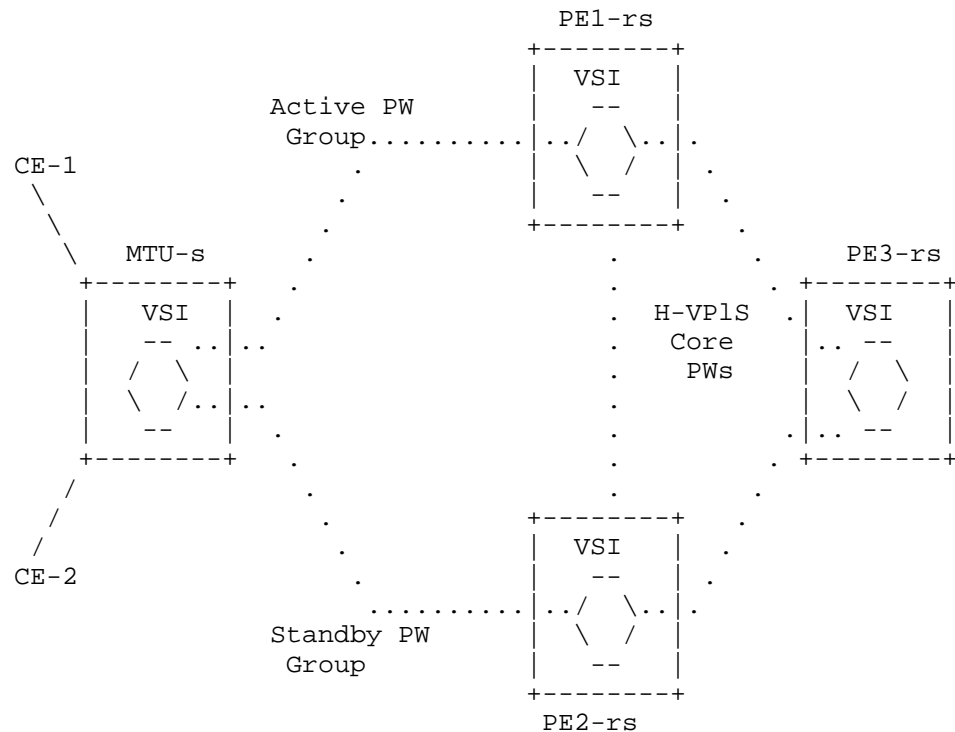 PE1-rs
VSI
Active PW
Group
CE-1
MTU-s
PE3-rs
VSI
H-VPlS
VSI
Core
PWs
VSI
CE-2
Standby PW
Group
PE2-rs